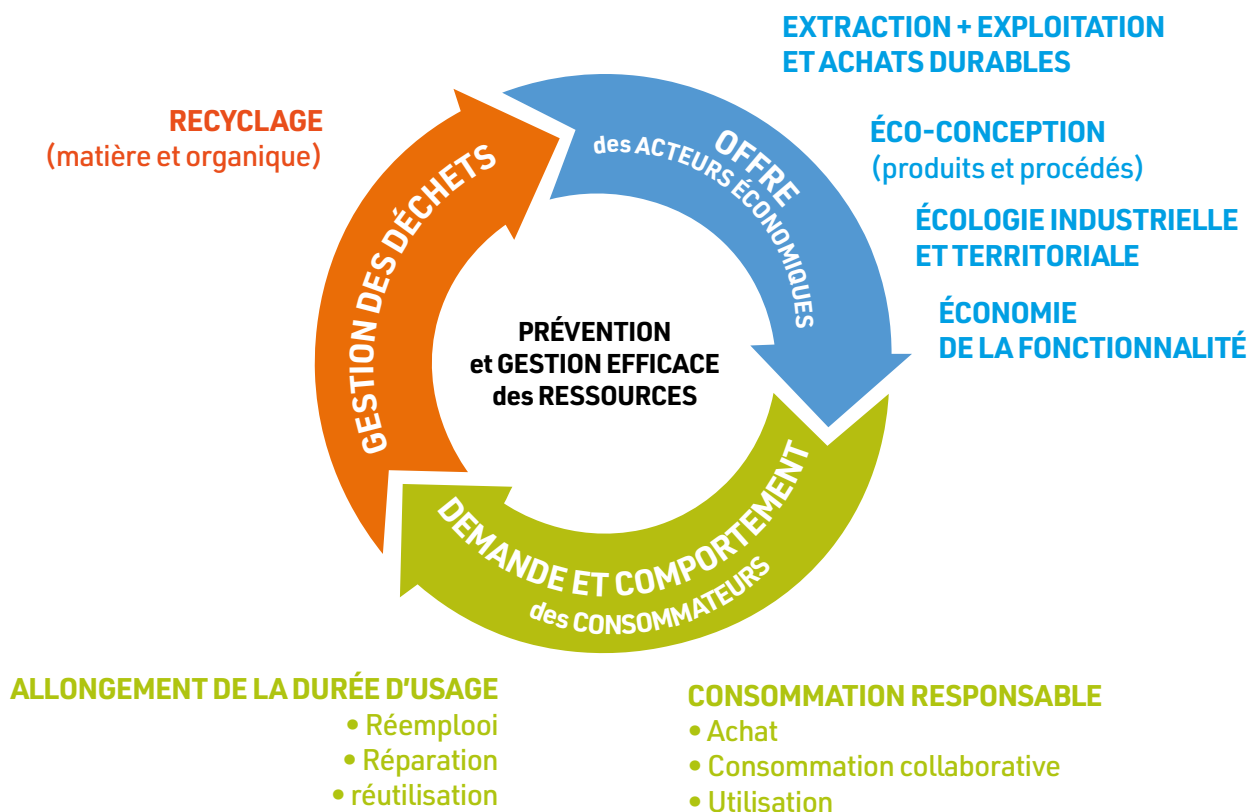 EXTRACTION + EXPLOITATION
ET ACHATS DURABLES
RECYCLAGE
(matière et organique)
ÉCO-CONCEPTION
(produits et procédés)
ÉCOLOGIE INDUSTRIELLE
ET TERRITORIALE
ÉCONOMIE
DE LA FONCTIONNALITÉ
OFFRE
des ACTEURS ÉCONOMIQUES
GESTION DES DÉCHETS
PRÉVENTION
et GESTION EFFICACE
des RESSOURCES
DEMANDE ET COMPORTEMENT
des CONSOMMATEURS
ALLONGEMENT DE LA DURÉE D'USAGE
• Réemplooi
• Réparation
• réutilisation
CONSOMMATION RESPONSABLE
• Achat
• Consommation collaborative
• Utilisation